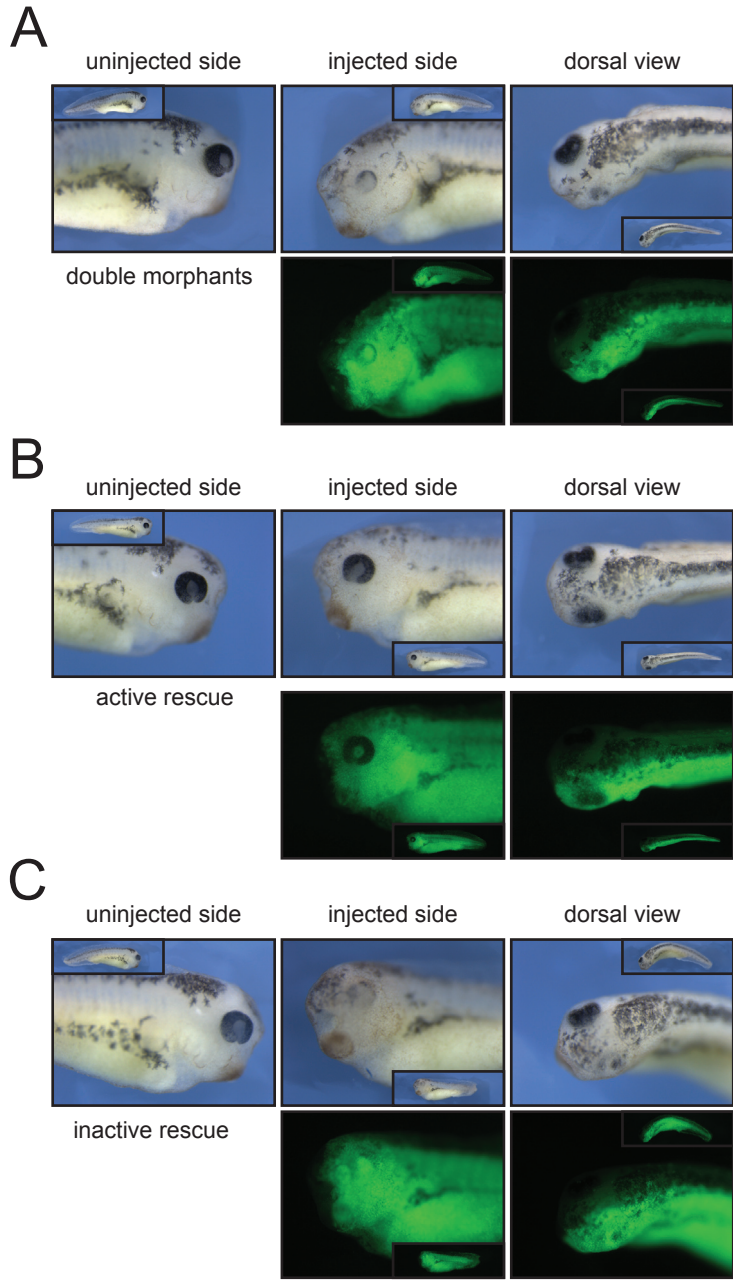 A
uninjected side
injected side
dorsal view
double morphants
B
uninjected side
injected side
dorsal view
active rescue
C
uninjected side
injected side
dorsal view
inactive rescue